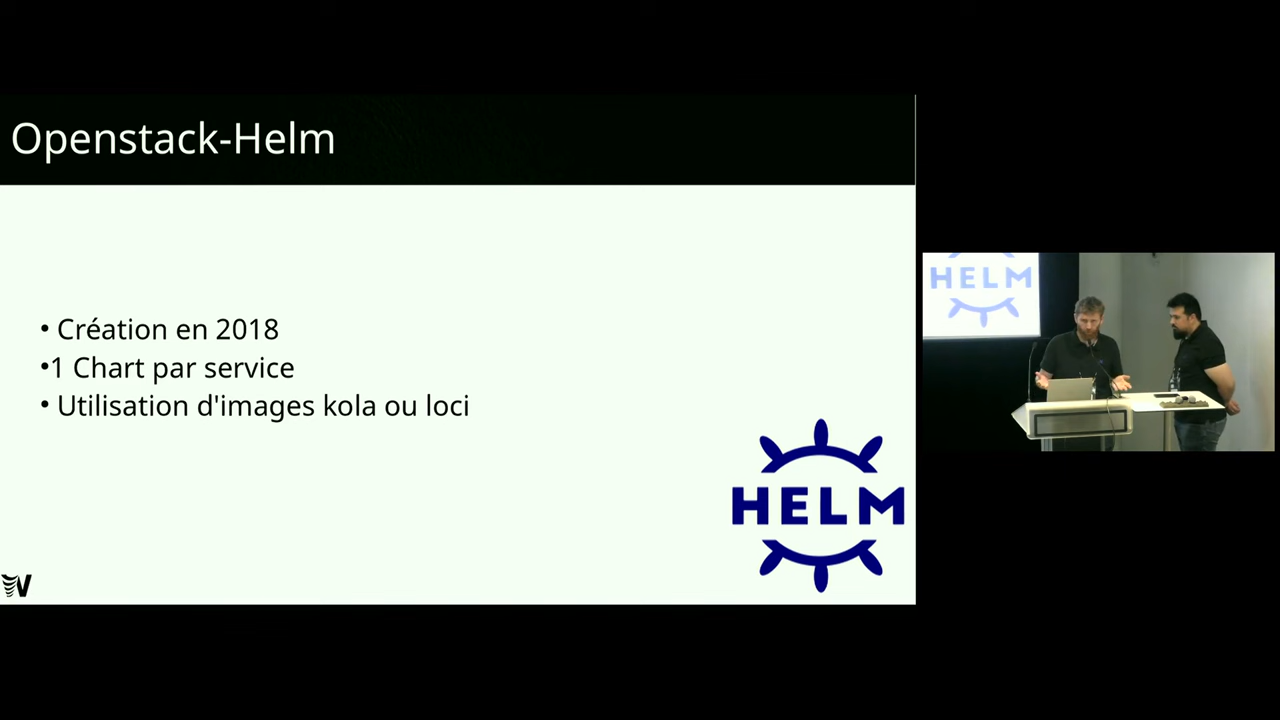 Openstack-Helm
• Création en 2018
•1 Chart par service
• Utilisation d'images kola ou loci
HELM
V
HELM